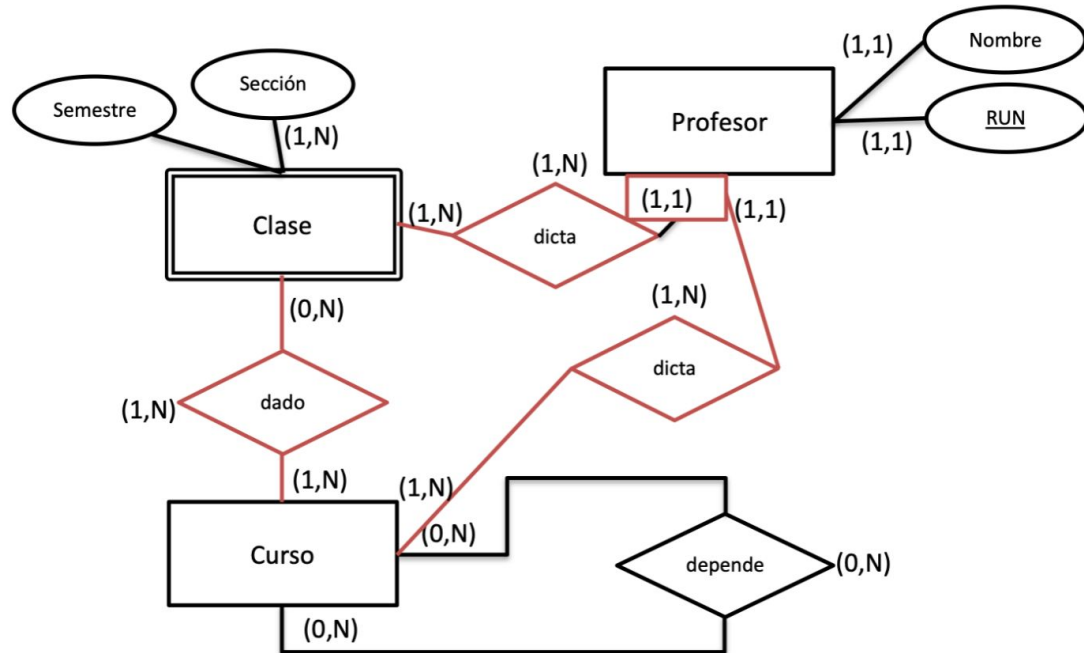 Nombre
(1,1)
Sección
Semestre
Profesor
RUN
(1,N)
(1,1)
(1,N)
(1,N)
(1,1)
(1,1)
Clase
dicta
(0,N)
(1,N)
dicta
dado
(1,N)
(1,N)
(1,N)
(0,N)
Curso
depende
(0,N)
(0,N)